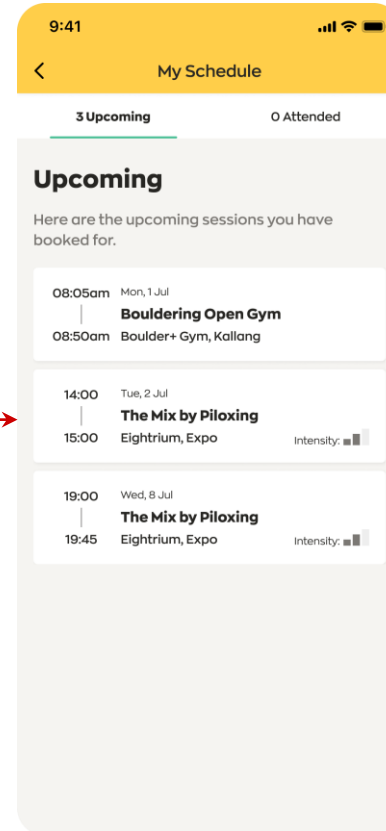 9:41
My Schedule
3 Upcoming 0 Attended
Upcoming
Here are the upcoming sessions you have
booked for.
08:05am Mon, 1 Jul
Bouldering Open Gym
08:50am Boulder+ Gym, Kallang
14:00 Tue, 2 Jul
The Mix by Piloxing
15:00 Eightrium, Expo Intensity:
19:00 Wed, 8 Jul
The Mix by Piloxing
19:45 Eightrium, Expo Intensity: